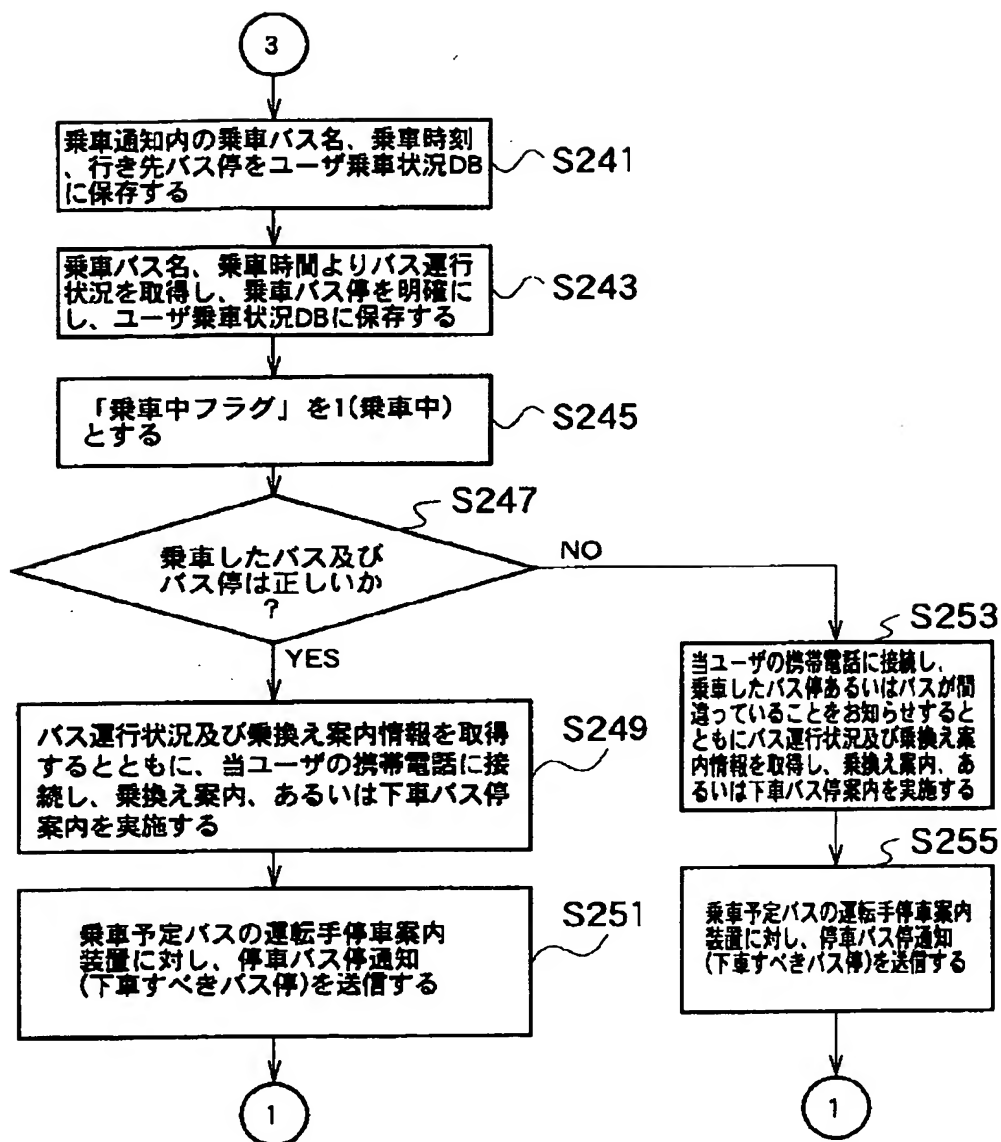 3
乗車通知内の乗車バス名、乗車時刻
、行き先バス停をユーザ乗車状況DB
に保存する
S241
乗車バス名、乗車時間よりバス運行
状況を取得し、乗車バス停を明確に
し、ユーザ乗車状況DBに保存する
S243
「乗車中フラグ」を1(乗車中)
とする
S245
S247
乗車したバス及び
バス停は正しいか
?
NO
YES
バス運行状況及び乗換え案内情報を取得
するとともに、当ユーザの携帯電話に接
続し、乗換え案内、あるいは下車バス停
案内を実施する
S249
乗車予定バスの運転手停車案内
装置に対し、停車バス停通知
(下車すべきバス停)を送信する
S251
1
S253
当ユーザの携帯電話に接続し、
乗車したバス停あるいはバスが間
違っていることをお知らせすると
ともにバス運行状況及び乗換え案
内情報を取得し、乗換え案内、あ
るいは下車バス停案内を実施する
S255
乗車予定バスの運転手停車案内
装置に対し、停車バス停通知
(下車すべきバス停)を送信する
1